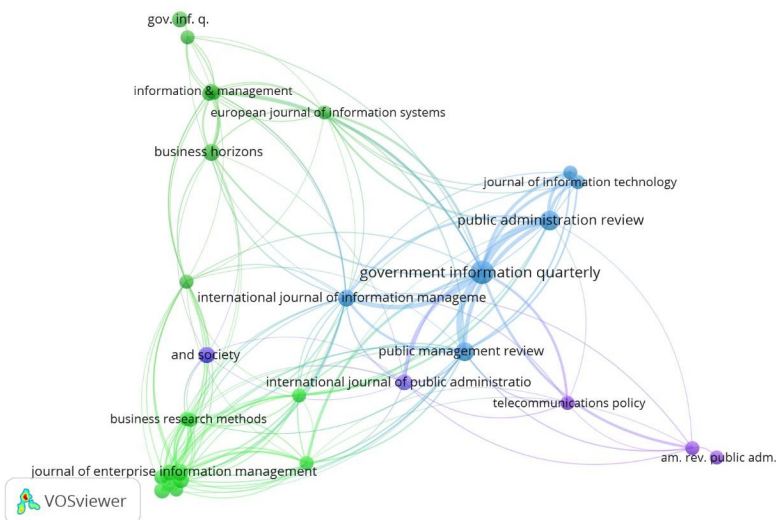 gov. inf. q.
information & management
european journal of information systems
business horizons
journal of information technology
public administration review
government information quarterly
international journal of information manageme
public management review
and society
international journal of public administratio
telecommunications policy
business research methods
am. rev. public adm.
journal of enterprise information management
VOSviewer